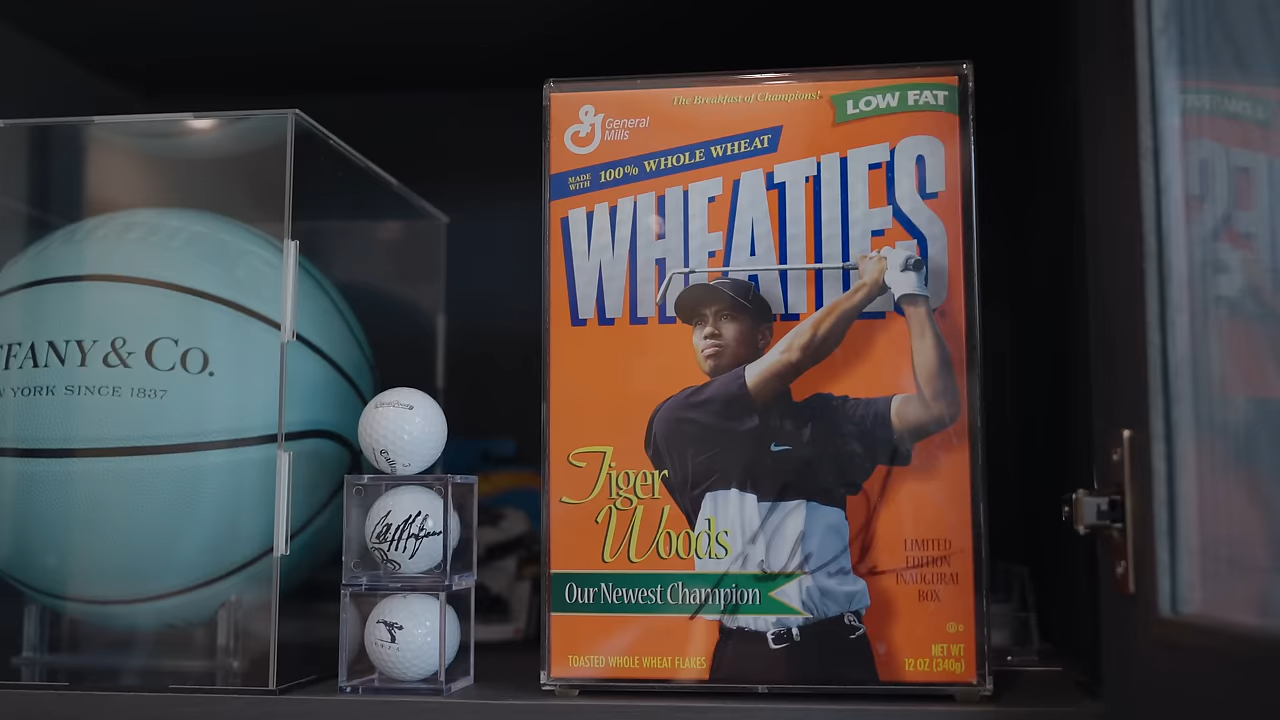 FFANY & CO.
YORK SINCE 1837
The Breakfast of Champions!
LOW FAT
General
Mills
MADE
WITH 100% WHOLE WHEAT
WHEATIES
Tiger
Woods
Our Newest Champion
LIMITED
EDITION
INAUGURAL
BOX
TOASTED WHOLE WHEAT FLAKES
NET WT
12 OZ (340g)